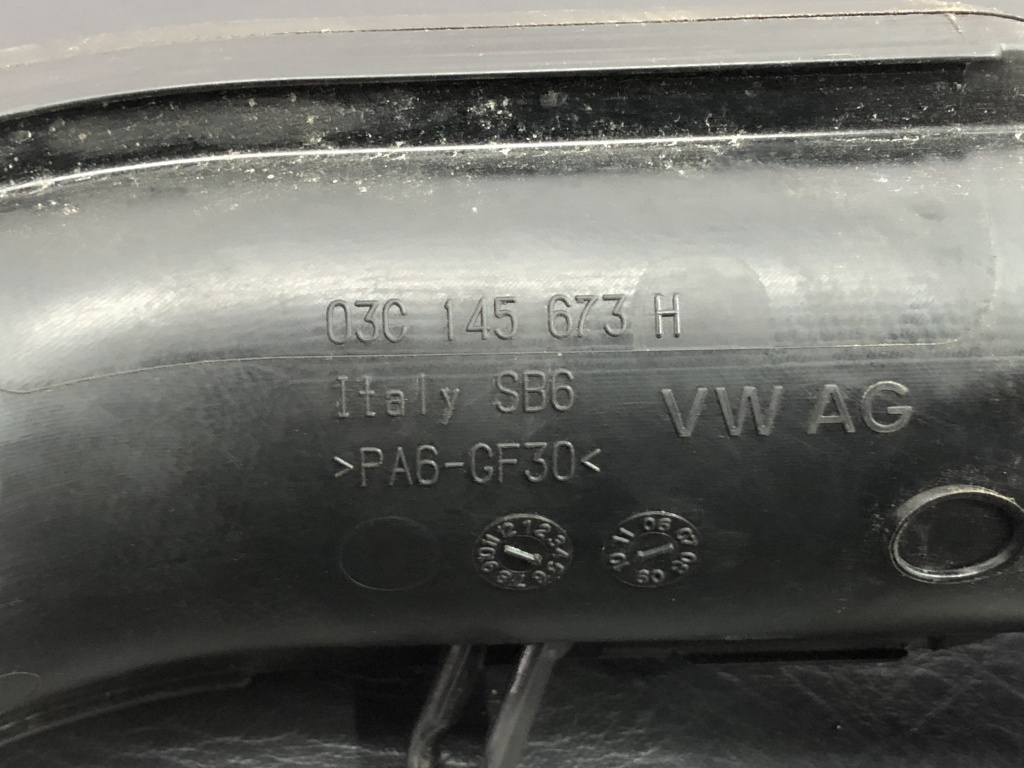 03C 145 673 H
Italy SB6
VW AG
>PA6-GF30<